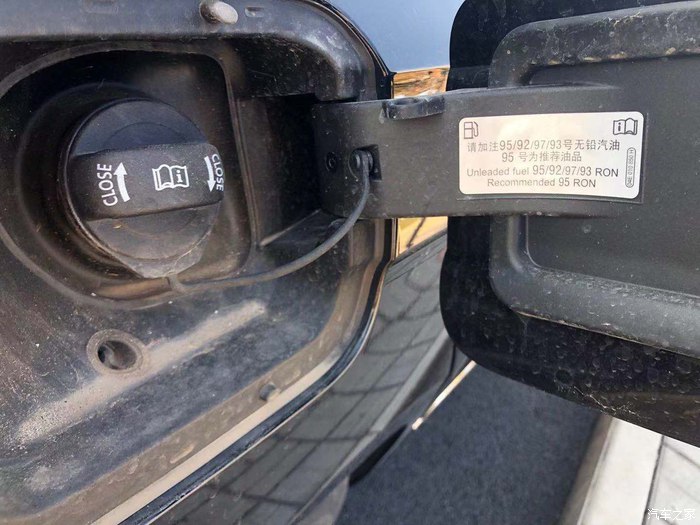 CLOSE
CLOSE
请加注95/92/97/93号无铅汽油
95 号为推荐油品
Unleaded fuel 95/92/97/93 RON
Recommended 95 RON
汽车之家